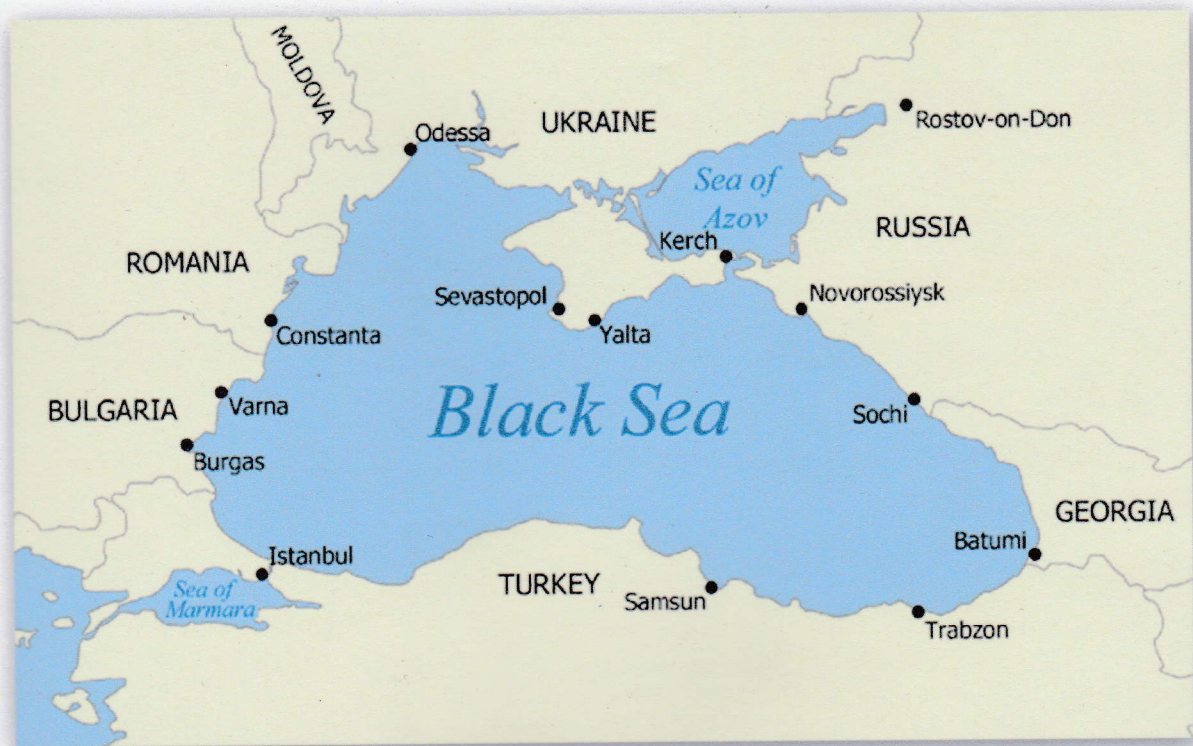 MOLDOVA
Odessa
UKRAINE
Rostov-on-Don
Sea of
Azov
RUSSIA
Kerch
ROMANIA
Sevastopol
Novorossiysk
Constanta
Yalta
Black Sea
Varna
BULGARIA
Sochi
Burgas
GEORGIA
Batumi
Istanbul
Sea of
Marmara
TURKEY
Samsun
Trabzon